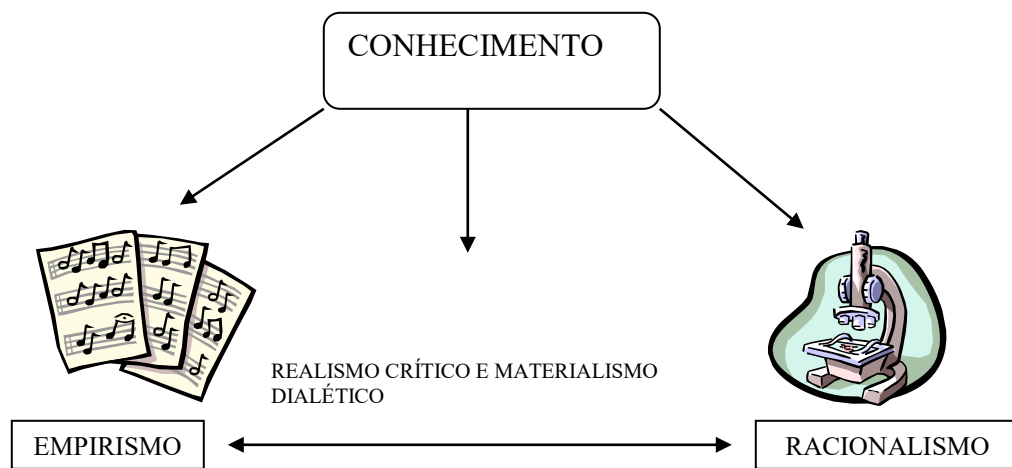 CONHECIMENTO
REALISMO CRÍTICO E MATERIALISMO
DIALÉTICO
EMPIRISMO
RACIONALISMO